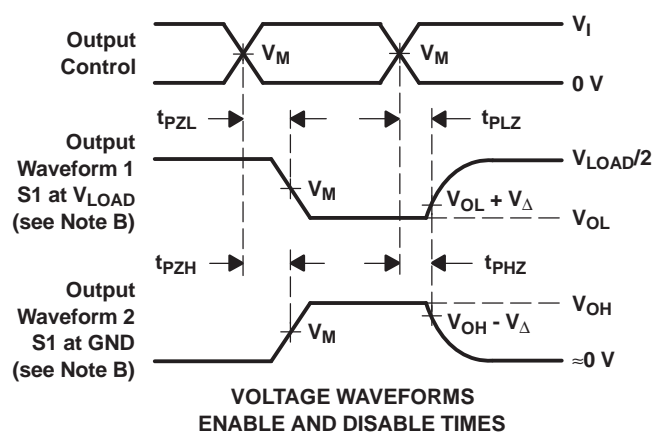 Output
Control
V_M
V_M
V_I
0 V
t_PZL
t_PLZ
Output
Waveform 1
S1 at V_LOAD
(see Note B)
V_M
V_LOAD/2
V_OL + V_Δ
V_OL
t_PZH
t_PHZ
Output
Waveform 2
S1 at GND
(see Note B)
V_M
V_OH
V_OH - V_Δ
≈0 V
VOLTAGE WAVEFORMS
ENABLE AND DISABLE TIMES